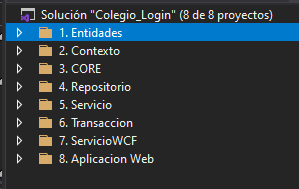 Solución "Colegio_Login" (8 de 8 proyectos)
1. Entidades
2. Contexto
3. CORE
4. Repositorio
5. Servicio
6. Transaccion
7. ServicioWCF
8. Aplicacion Web